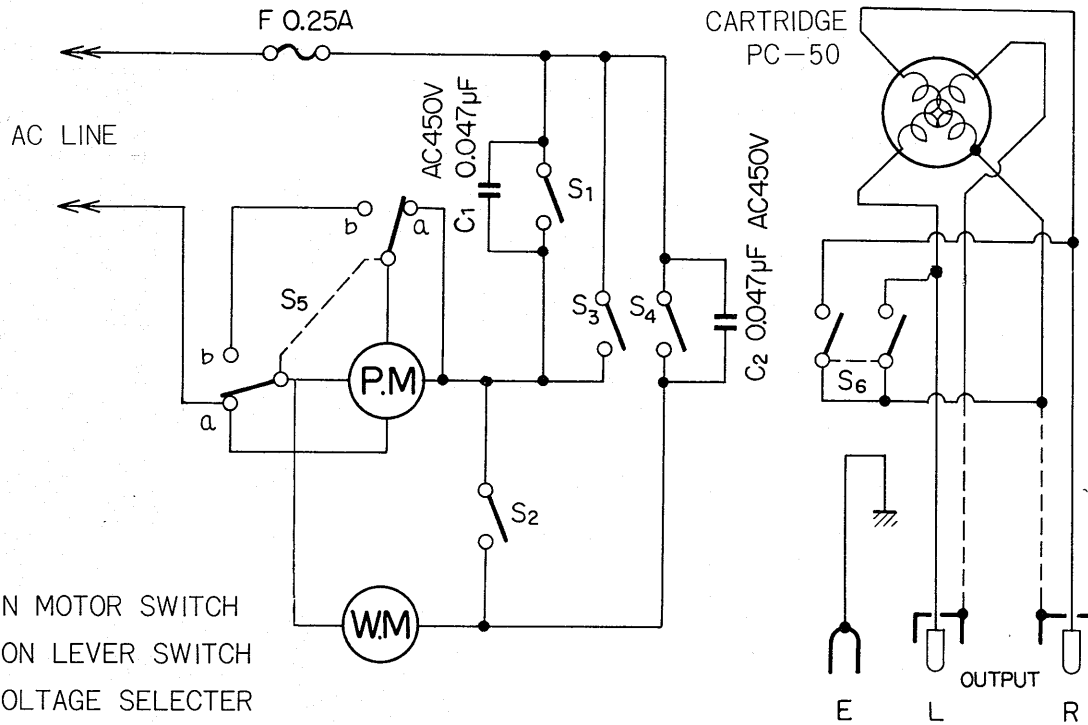 F 0.25A
CARTRIDGE
PC-50
AC LINE
AC450V
0.047µF
C1
S1
b
a
S5
S3
S4
C2 0.047µF AC450V
b
a
P.M
S6
S2
W.M
N MOTOR SWITCH
ON LEVER SWITCH
OLTAGE SELECTER
OUTPUT
E
L
R